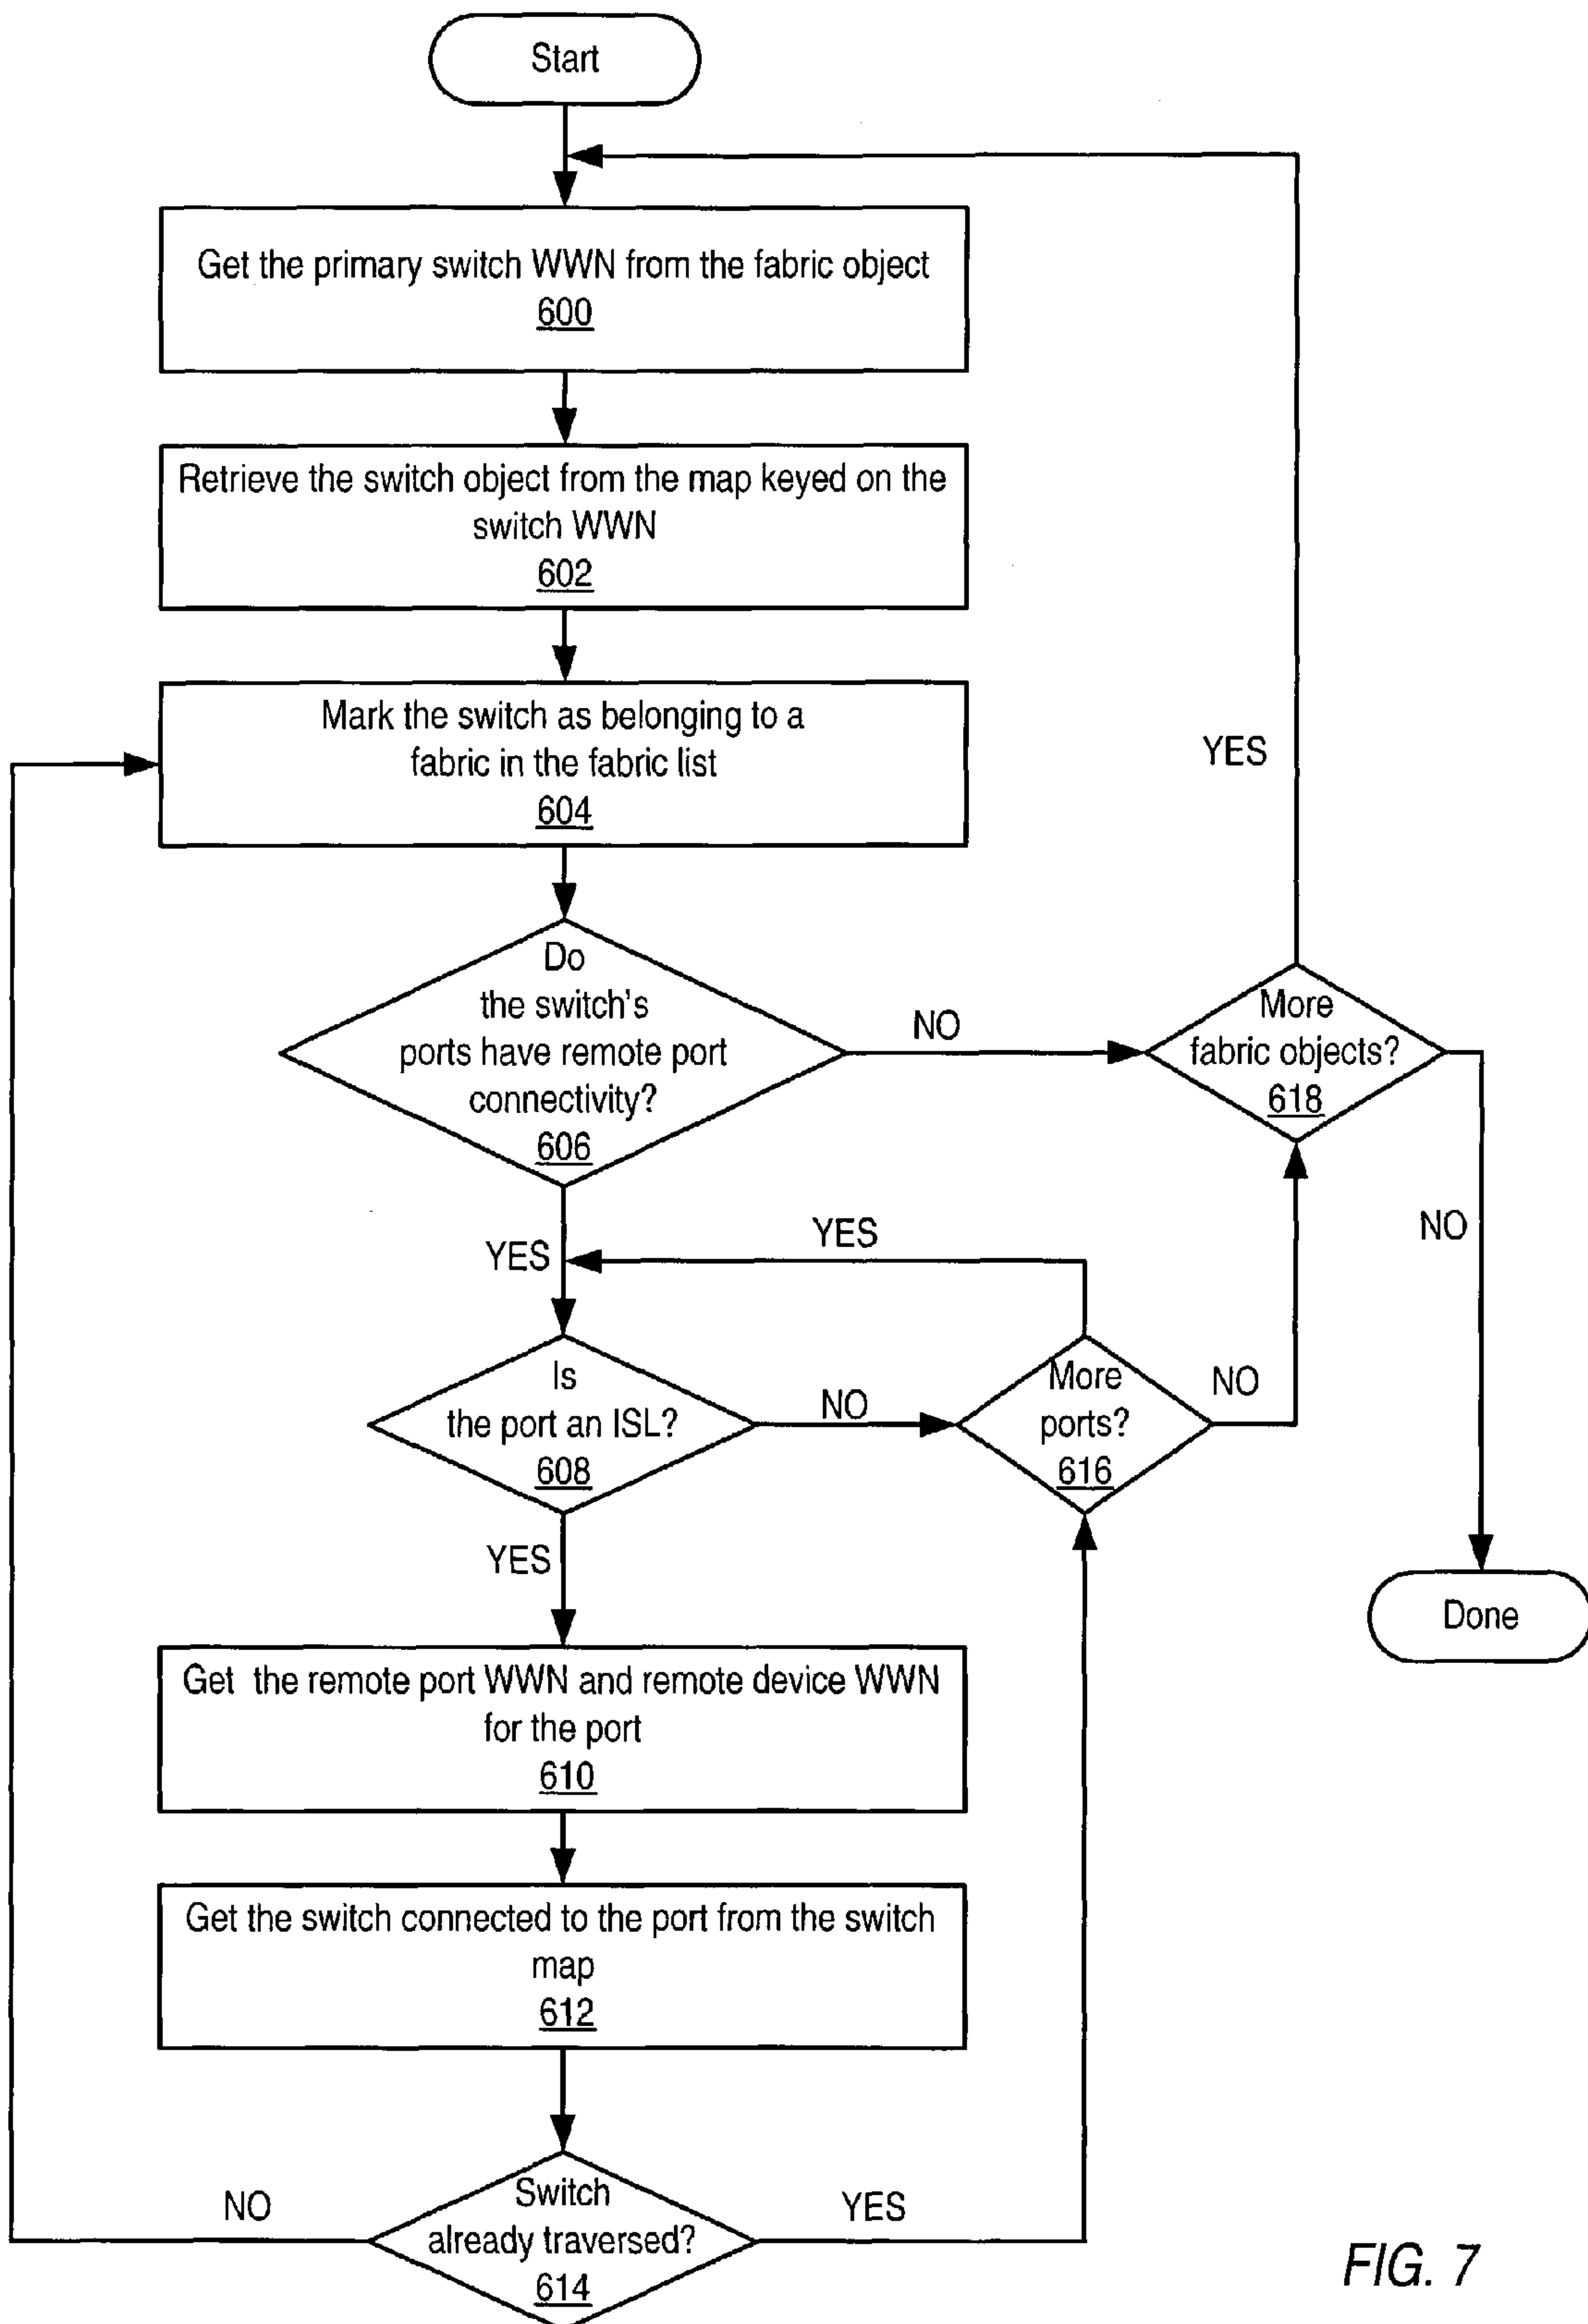 Start
Get the primary switch WWN from the fabric object
600
Retrieve the switch object from the map keyed on the
switch WWN
602
Mark the switch as belonging to a
fabric in the fabric list
604
YES
Do
the switch's
ports have remote port
connectivity?
606
NO
More
fabric objects?
618
NO
YES
YES
Is
the port an ISL?
608
NO
More
ports?
616
NO
YES
Done
Get the remote port WWN and remote device WWN
for the port
610
Get the switch connected to the port from the switch
map
612
NO
Switch
already traversed?
614
YES
FIG. 7